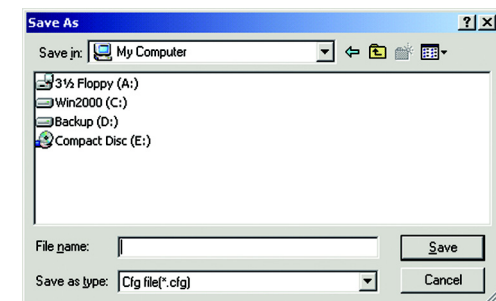 Save As
Save in: My Computer
3½ Floppy (A:)
Win2000 (C:)
Backup (D:)
Compact Disc (E:)
File name:
Save
Save as type: Cfg file(*.cfg)
Cancel